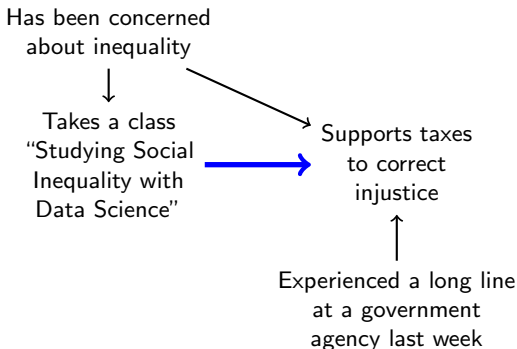 Has been concerned
about inequality
Takes a class
“Studying Social
Inequality with
Data Science”
Supports taxes
to correct
injustice
Experienced a long line
at a government
agency last week